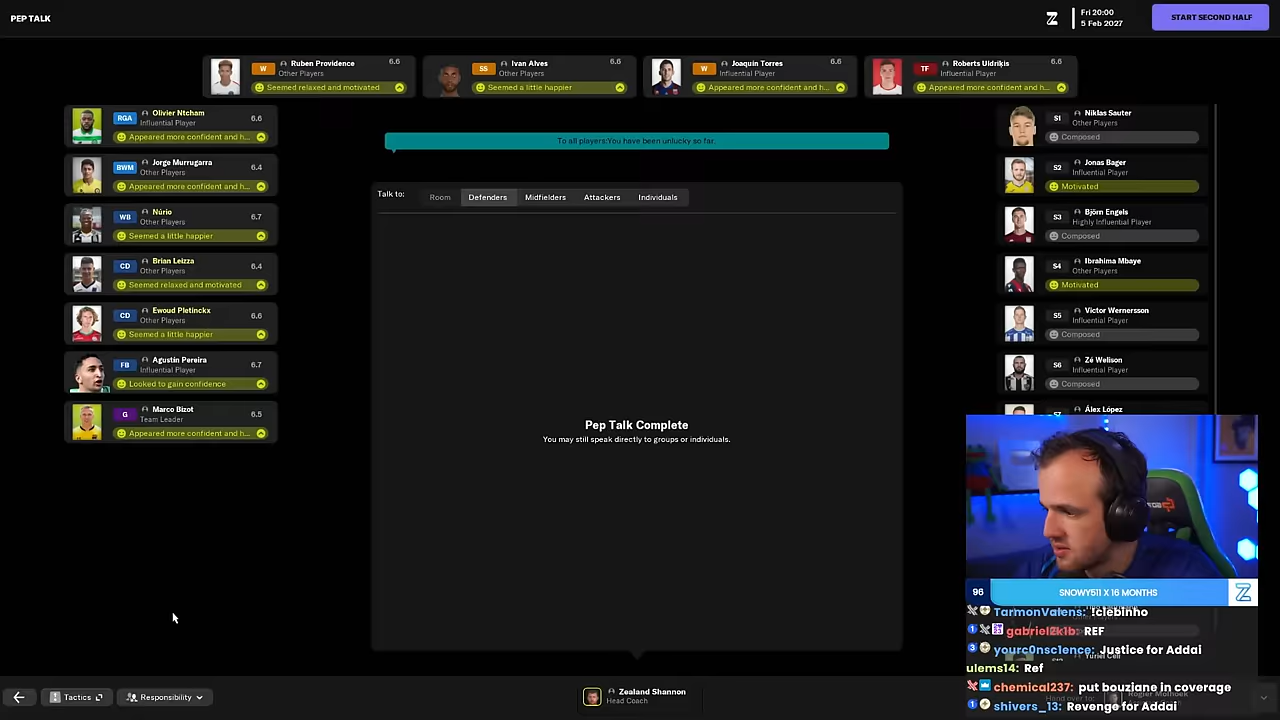 PEP TALK
Fri 20:00
5 Feb 2027
START SECOND HALF
W
Ruben Providence
6.6
Other Players
Seemed relaxed and motivated
SS
Ivan Alves
6.6
Other Players
Seemed a little happier
W
Joaquín Torres
6.6
Influential Player
Appeared more confident and h...
TF
Roberts Uldriķis
6.6
Influential Player
Appeared more confident and h...
RGA
Olivier Ntcham
6.6
Influential Player
Appeared more confident and h...
BWM
Jorge Murrugarra
6.4
Other Players
Appeared more confident and h...
WB
Núrio
6.7
Other Players
Seemed a little happier
CD
Brian Leizza
6.4
Other Players
Seemed relaxed and motivated
CD
Ewoud Pletinckx
6.6
Other Players
Seemed a little happier
FB
Agustín Pereira
6.7
Influential Player
Looked to gain confidence
G
Marco Bizot
6.5
Team Leader
Appeared more confident and h...
To all players:You have been unlucky so far.
Talk to:
Room
Defenders
Midfielders
Attackers
Individuals
Pep Talk Complete
You may still speak directly to groups or individuals.
S1
Niklas Sauter
Other Players
Composed
S2
Jonas Bager
Influential Player
Motivated
S3
Björn Engels
Highly Influential Player
Composed
S4
Ibrahima Mbaye
Other Players
Motivated
S5
Victor Wernersson
Influential Player
Composed
S6
Zé Welison
Influential Player
Composed
Álex López
96
SNOWY511 X 16 MONTHS
TarmonValens: !clebinho
gabriel2k1b: REF
yourc0nsc1ence: Justice for Addai
ulems14: Ref
chemical237: put bouziane in coverage
shivers_13: Revenge for Addai
Tactics
Responsibility
Zealand Shannon
Head Coach